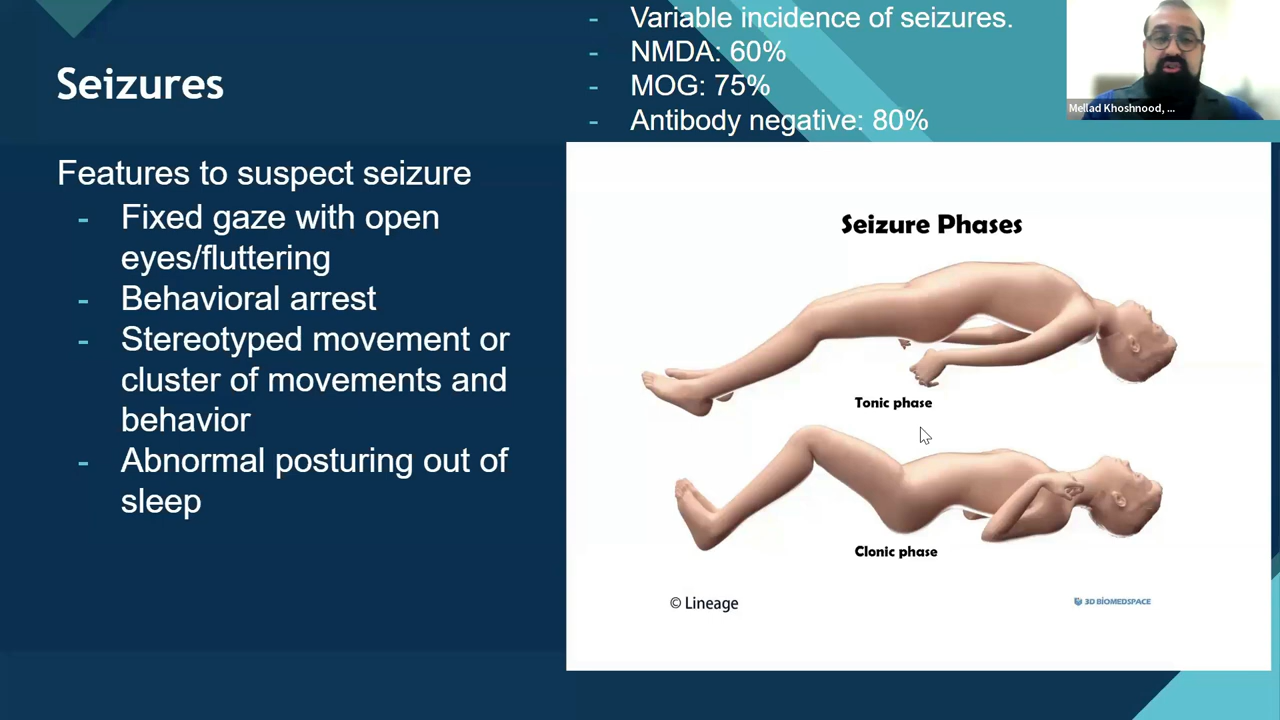 Seizures
- Variable incidence of seizures.
- NMDA: 60%
- MOG: 75%
- Antibody negative: 80%
Mellad Khoshnood, ...
Features to suspect seizure
- Fixed gaze with open
eyes/fluttering
- Behavioral arrest
- Stereotyped movement or
cluster of movements and
behavior
- Abnormal posturing out of
sleep
Seizure Phases
Tonic phase
Clonic phase
© Lineage
3D BIOMEDSPACE